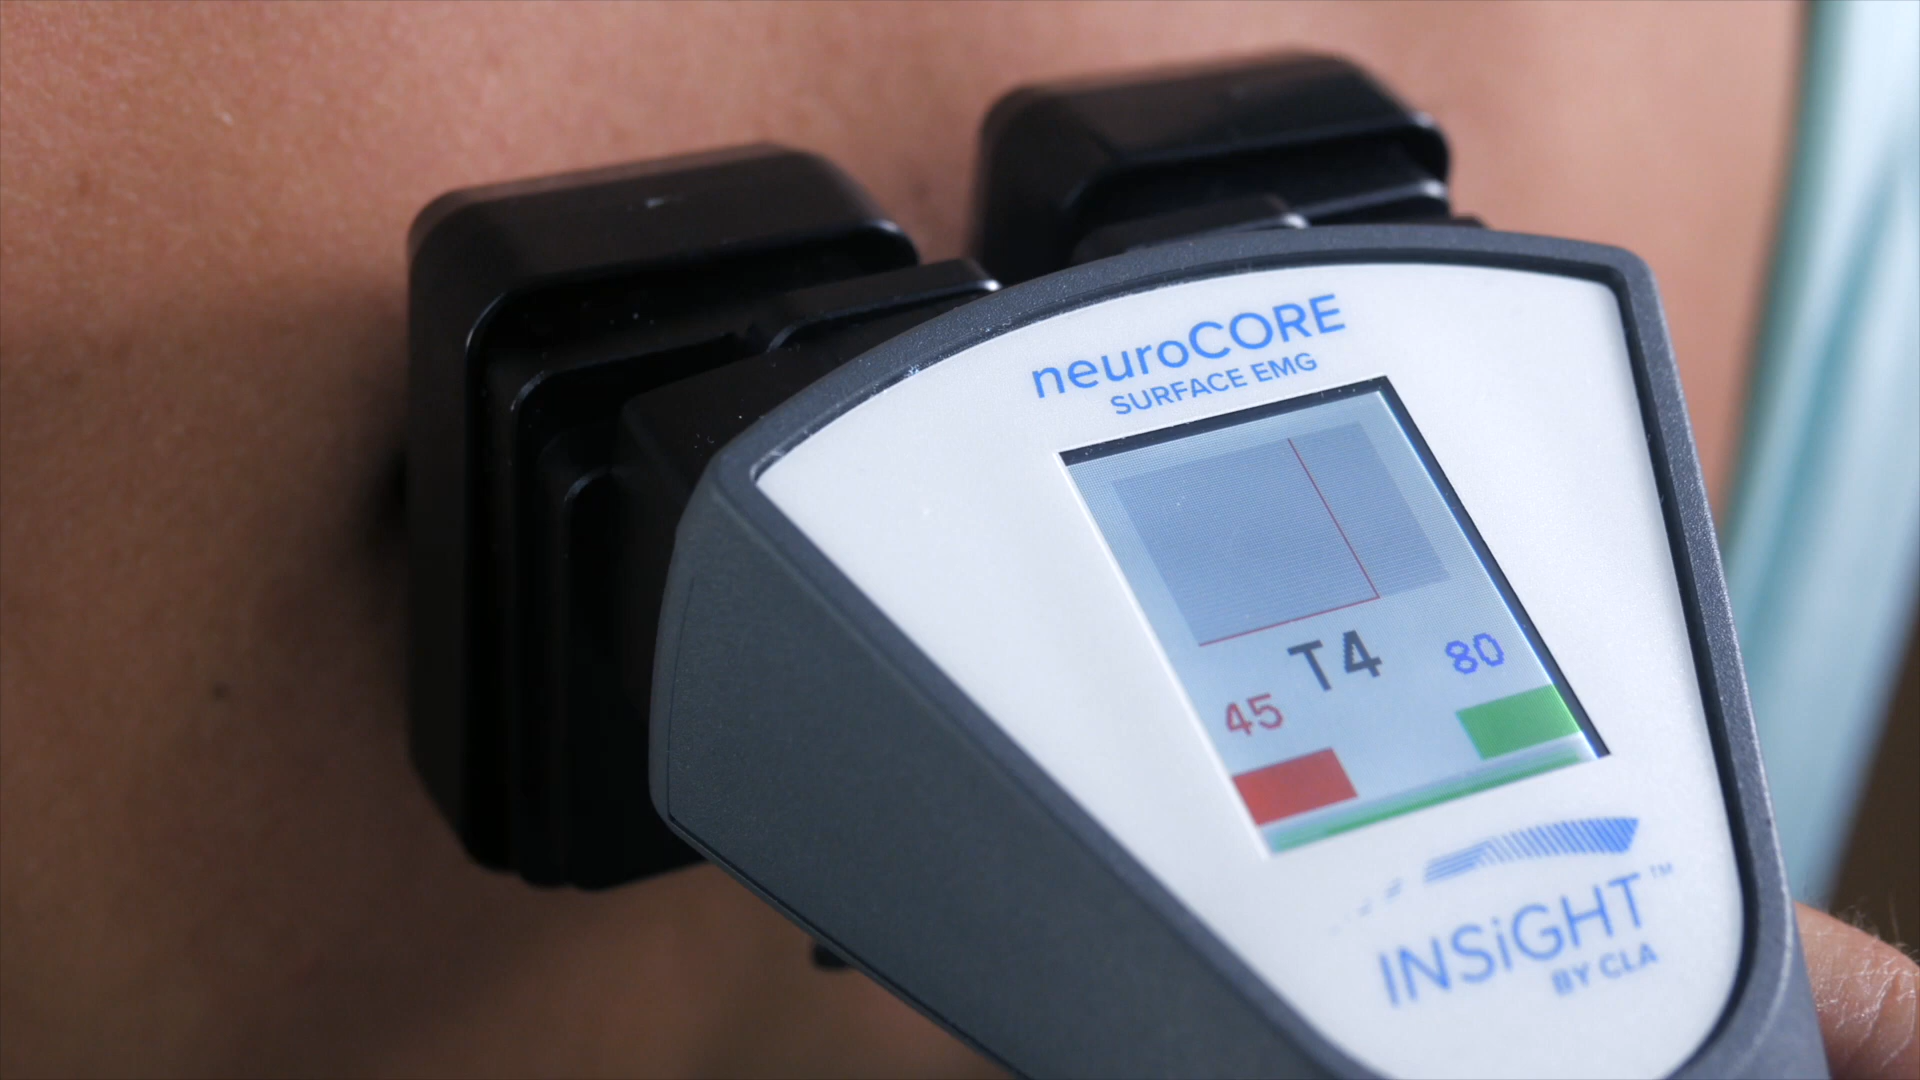 neuroCORE
SURFACE EMG
T4
80
45
INSiGHT™
BY CLA